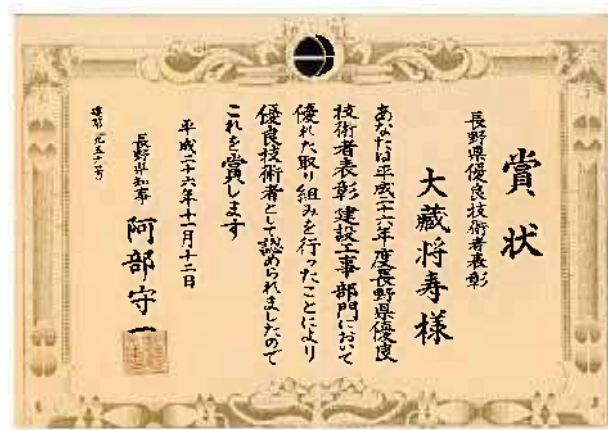 賞状
長野県優良技術者表彰
大蔵将寿様
あなたは平成二十六年度長野県優良
技術者表彰建設工事部門において
優れた取り組みを行ったことにより
優良技術者として認められましたので
これを賞します
平成二十六年十一月十二日
長野県知事 阿部守一